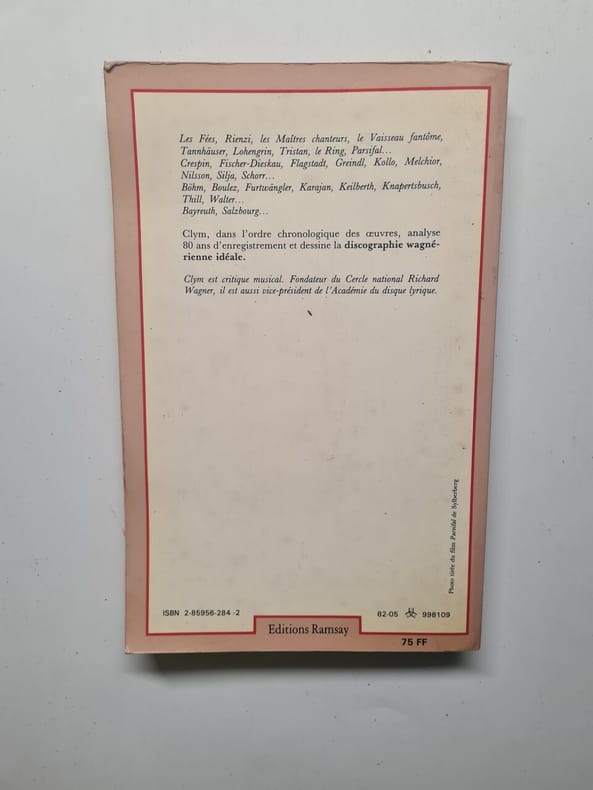 Les Fées, Rienzi, les Maîtres chanteurs, le Vaisseau fantôme,
Tannhäuser, Lohengrin, Tristan, le Ring, Parsifal...
Crespin, Fischer-Dieskau, Flagstadt, Greindl, Kollo, Melchior,
Nilsson, Silja, Schorr...
Böhm, Boulez, Furtwängler, Karajan, Keilberth, Knapertsbusch,
Thill, Walter...
Bayreuth, Salzbourg...
Clym, dans l'ordre chronologique des œuvres, analyse
80 ans d'enregistrement et dessine la discographie wagné-
rienne idéale.
Clym est critique musical. Fondateur du Cercle national Richard
Wagner, il est aussi vice-président de l'Académie du disque lyrique.
Photo tirée du film Parsifal de Sylberberg
ISBN 2-85956-284-2
82-05 998109
Editions Ramsay
75 FF